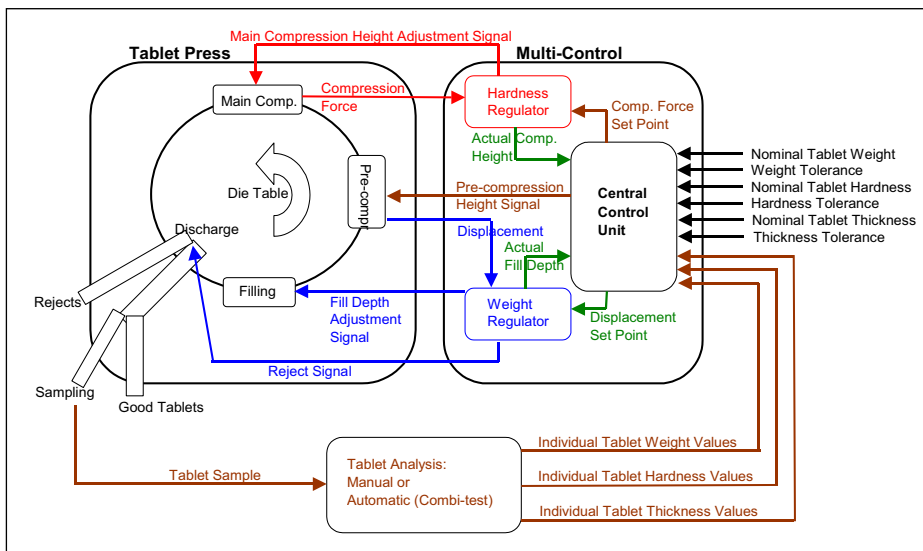 Main Compression Height Adjustment Signal
Tablet Press
Multi-Control
Main Comp.
Compression
Force
Hardness
Regulator
Comp. Force
Set Point
Actual Comp.
Height
Die Table
Pre-compr
Pre-compression
Height Signal
Central
Control
Unit
Nominal Tablet Weight
Weight Tolerance
Nominal Tablet Hardness
Hardness Tolerance
Nominal Tablet Thickness
Thickness Tolerance
Discharge
Displacement
Actual
Fill Depth
Rejects
Filling
Fill Depth
Adjustment
Signal
Weight
Regulator
Displacement
Set Point
Reject Signal
Sampling
Good Tablets
Tablet Sample
Tablet Analysis:
Manual or
Automatic (Combi-test)
Individual Tablet Weight Values
Individual Tablet Hardness Values
Individual Tablet Thickness Values